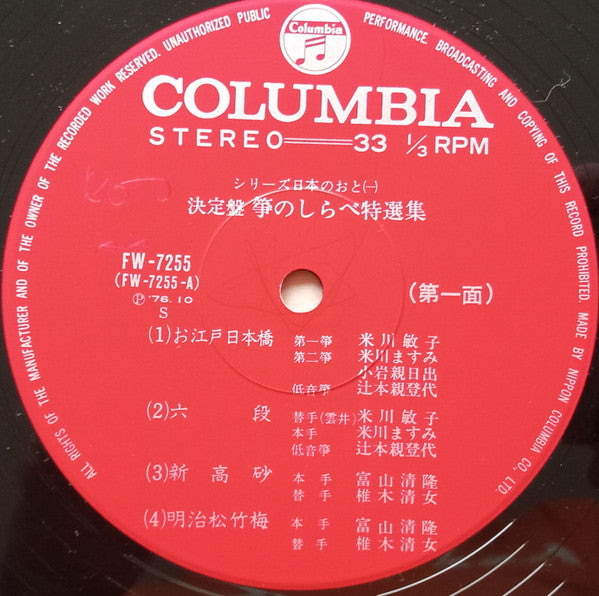 ALL RIGHTS OF THE MANUFACTURER AND OF THE OWNER OF THE RECORDED WORK RESERVED. UNAUTHORIZED PUBLIC PERFORMANCE, BROADCASTING AND COPYING OF THIS RECORD PROHIBITED. MADE BY NIPPON COLUMBIA CO., LTD.
Columbia
COLUMBIA
STEREO 33 1/3 RPM
シリーズ日本のおと(一)
決定盤 箏のしらべ特選集
FW-7255
(FW-7255-A)
Ⓟ'76.10
S
(第一面)
(1)お江戸日本橋 第一箏 米川敏子
第二箏 米川ますみ
小岩親日出
低音箏 辻本親登代
(2)六段 替手(雲井) 米川敏子
本手 米川ますみ
低音箏 辻本親登代
(3)新高砂 本手 富山清隆
替手 椎木清女
(4)明治松竹梅 本手 富山清隆
替手 椎木清女